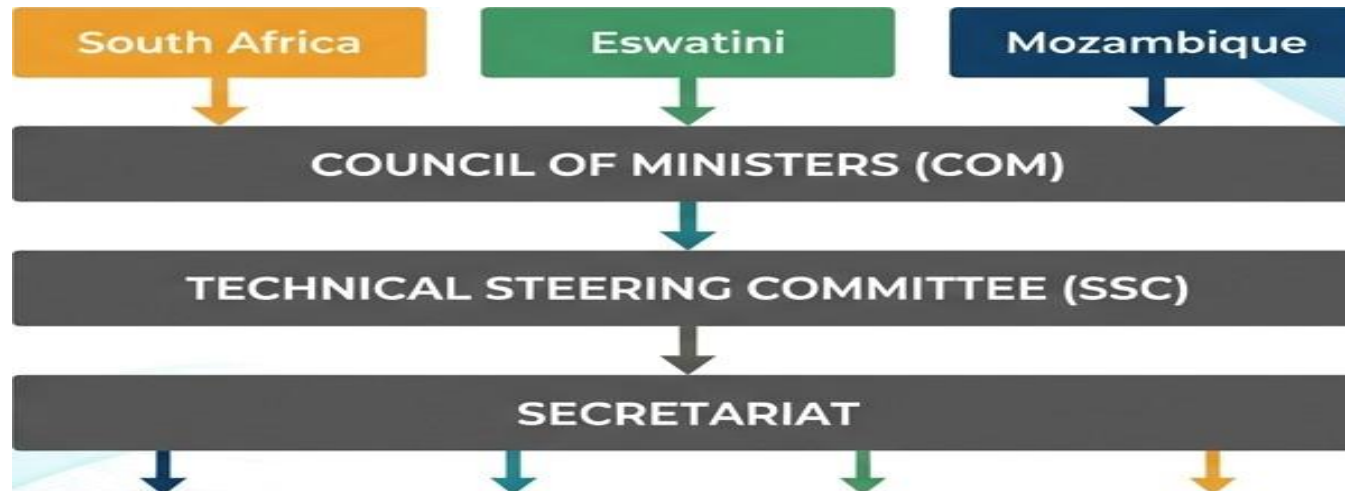 South Africa
Eswatini
Mozambique
COUNCIL OF MINISTERS (COM)
TECHNICAL STEERING COMMITTEE (SSC)
SECRETARIAT